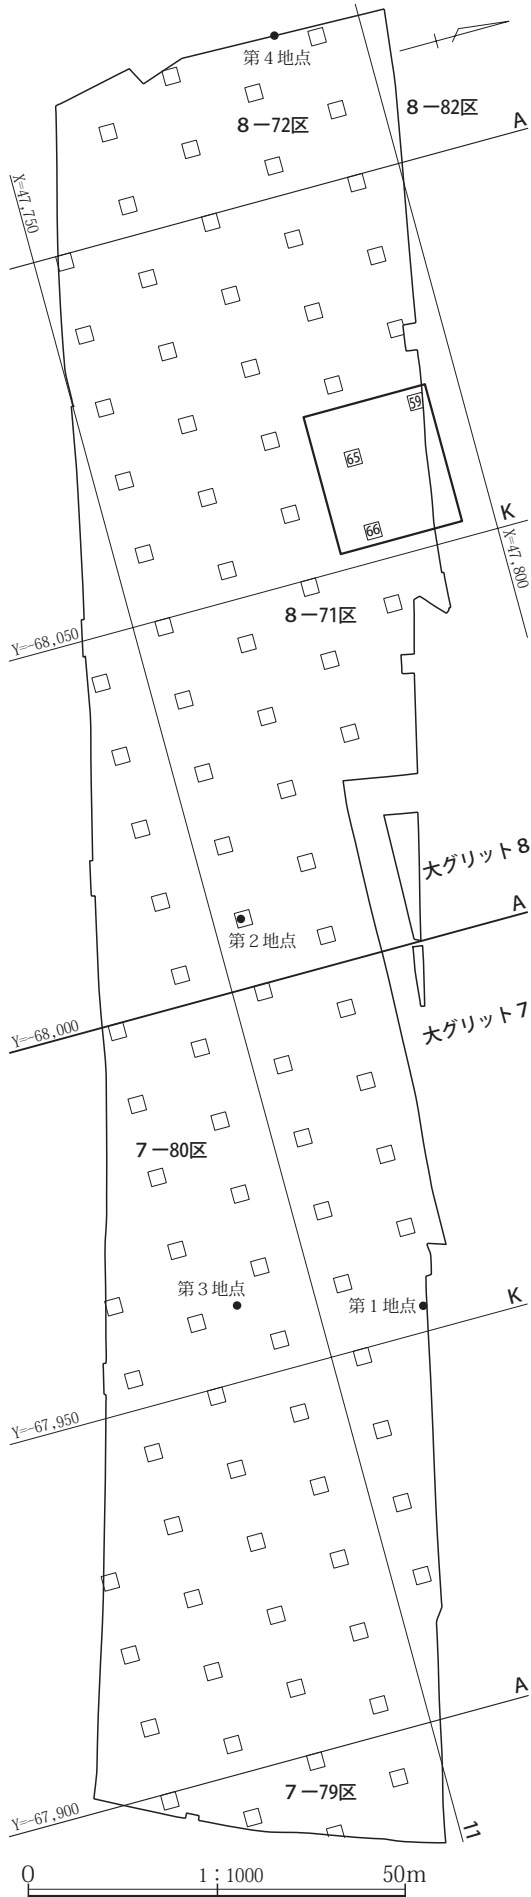 第４地点
８－72区
８－82区
A
X=47,750
59
65
66
K
X=47,800
８－71区
Y=-68,050
大グリット８
A
第２地点
大グリット７
Y=-68,000
７－80区
第３地点
第１地点
K
Y=-67,950
A
７－79区
Y=-67,900
11
0
1：1000
50m